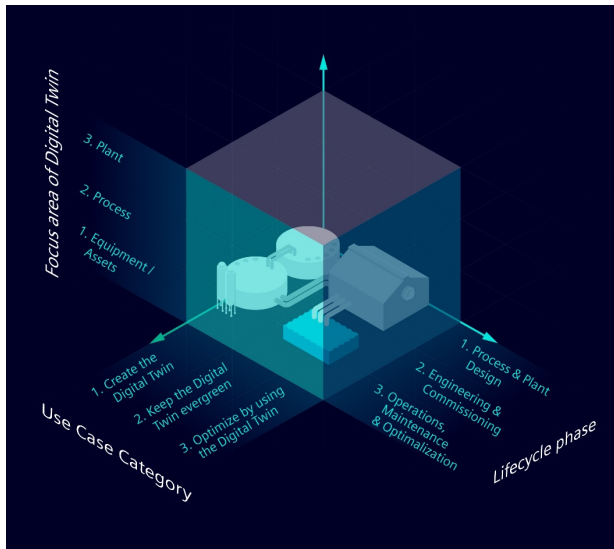 Focus area of Digital Twin
3. Plant
2. Process
1. Equipment /
Assets
1. Create the
Digital Twin
2. Keep the Digital
Twin evergreen
3. Optimize by using
the Digital Twin
Use Case Category
1. Process & Plant
Design
2. Engineering &
Commissioning
3. Operations,
Maintenance
& Optimalization
Lifecycle phase